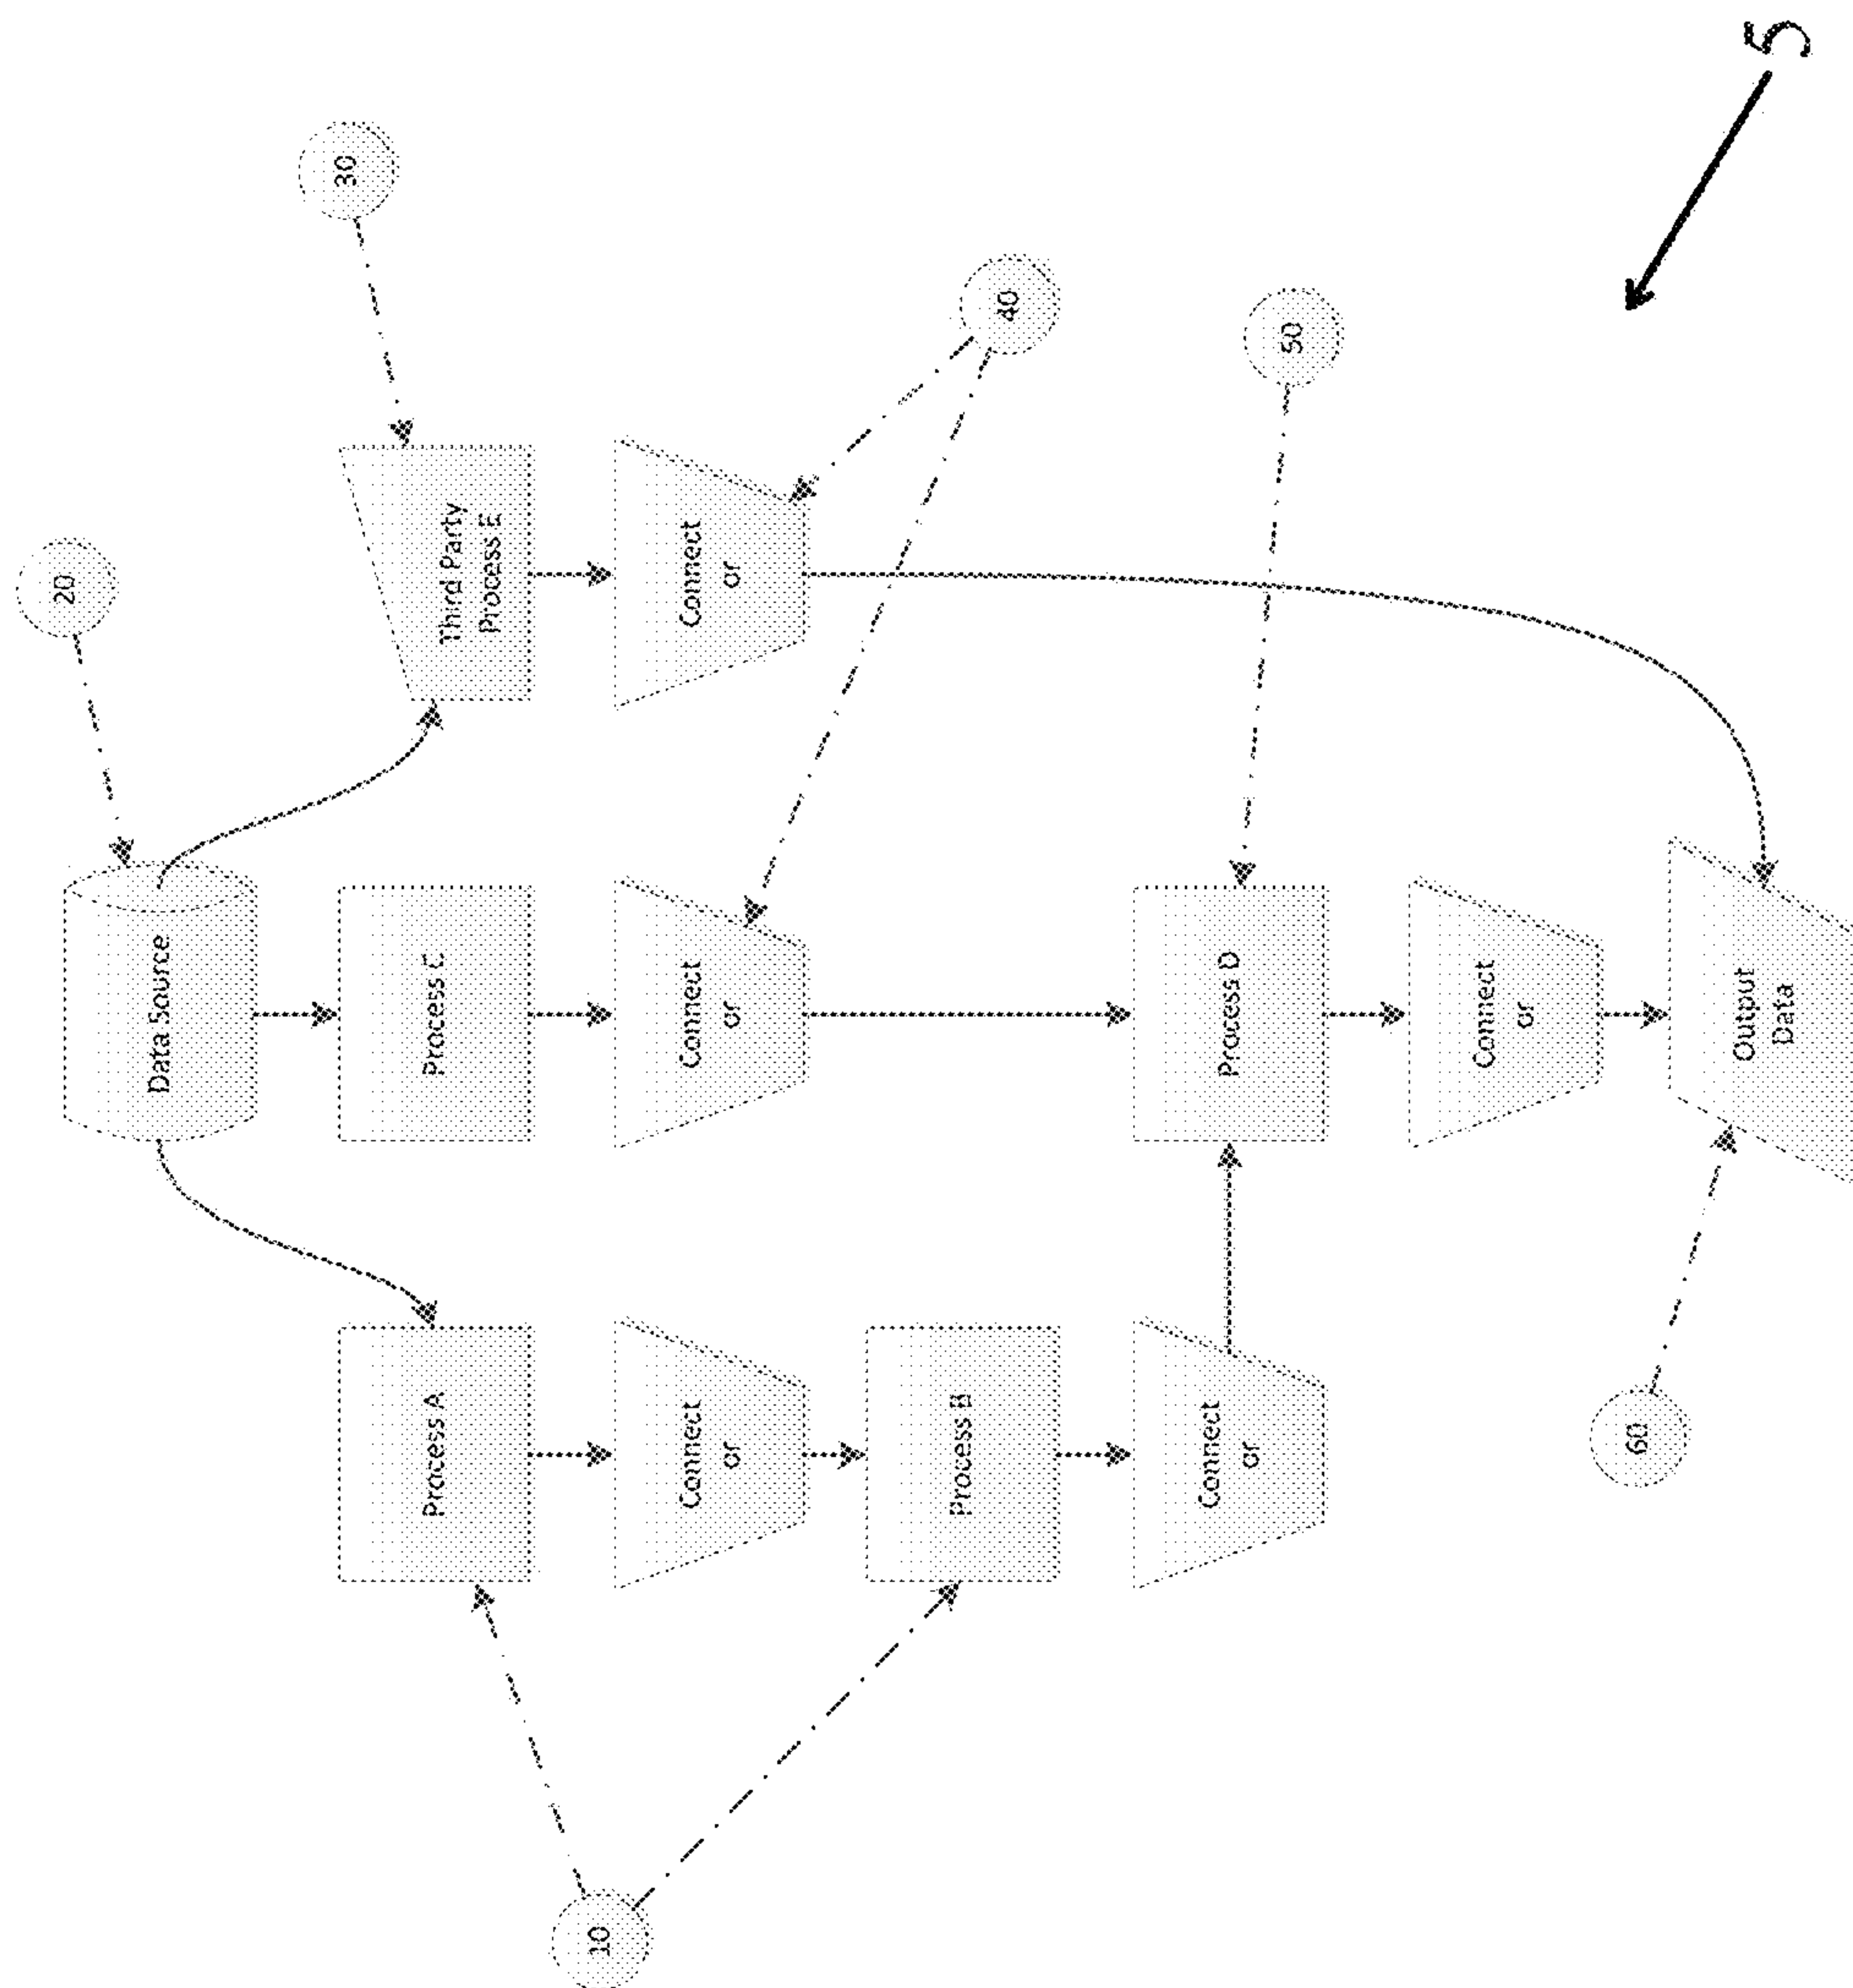 5
20
30
Data Source
Third Party
Process E
Process C
Process A
40
Connect
or
Connect
or
Connect
or
50
Process B
Process D
Connect
or
Connect
or
10
60
Output
Data